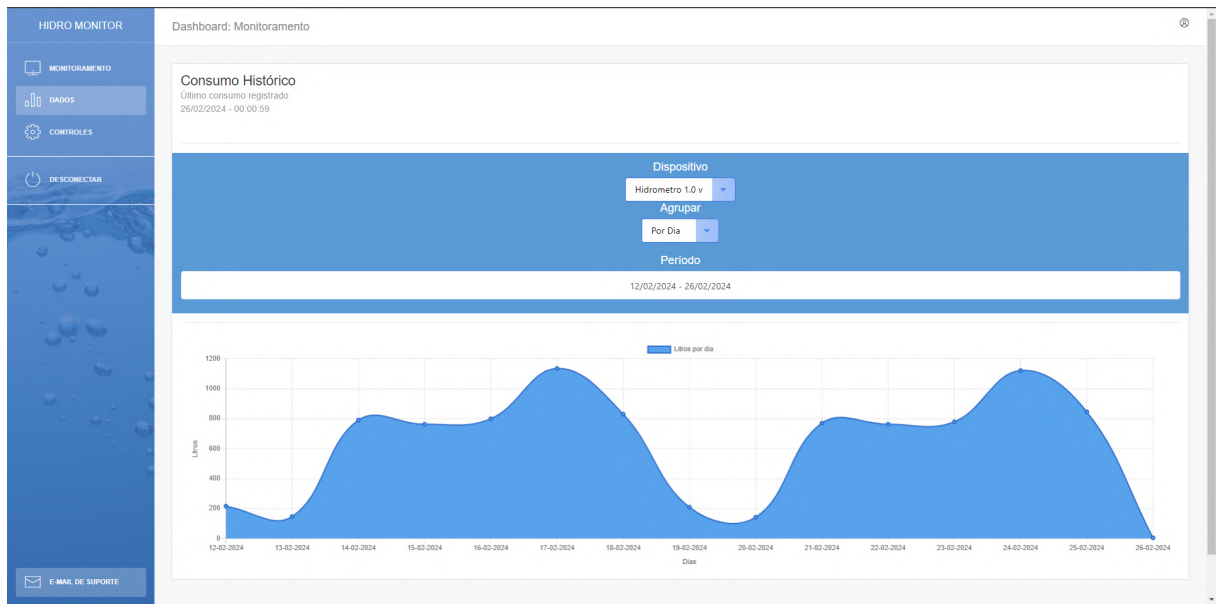 HIDRO MONITOR
MONITORAMENTO
DADOS
CONTROLES
DESCONECTAR
E-MAIL DE SUPORTE
Dashboard: Monitoramento
Consumo Histórico
Último consumo registrado
26/02/2024 - 00:00:59
Dispositivo
Hidrometro 1.0 v
Agrupar
Por Dia
Período
12/02/2024 - 26/02/2024
Litros por dia
1200
1000
800
600
400
200
0
Litros
12-02-2024 13-02-2024 14-02-2024 15-02-2024 16-02-2024 17-02-2024 18-02-2024 19-02-2024 20-02-2024 21-02-2024 22-02-2024 23-02-2024 24-02-2024 25-02-2024 26-02-2024
Dias